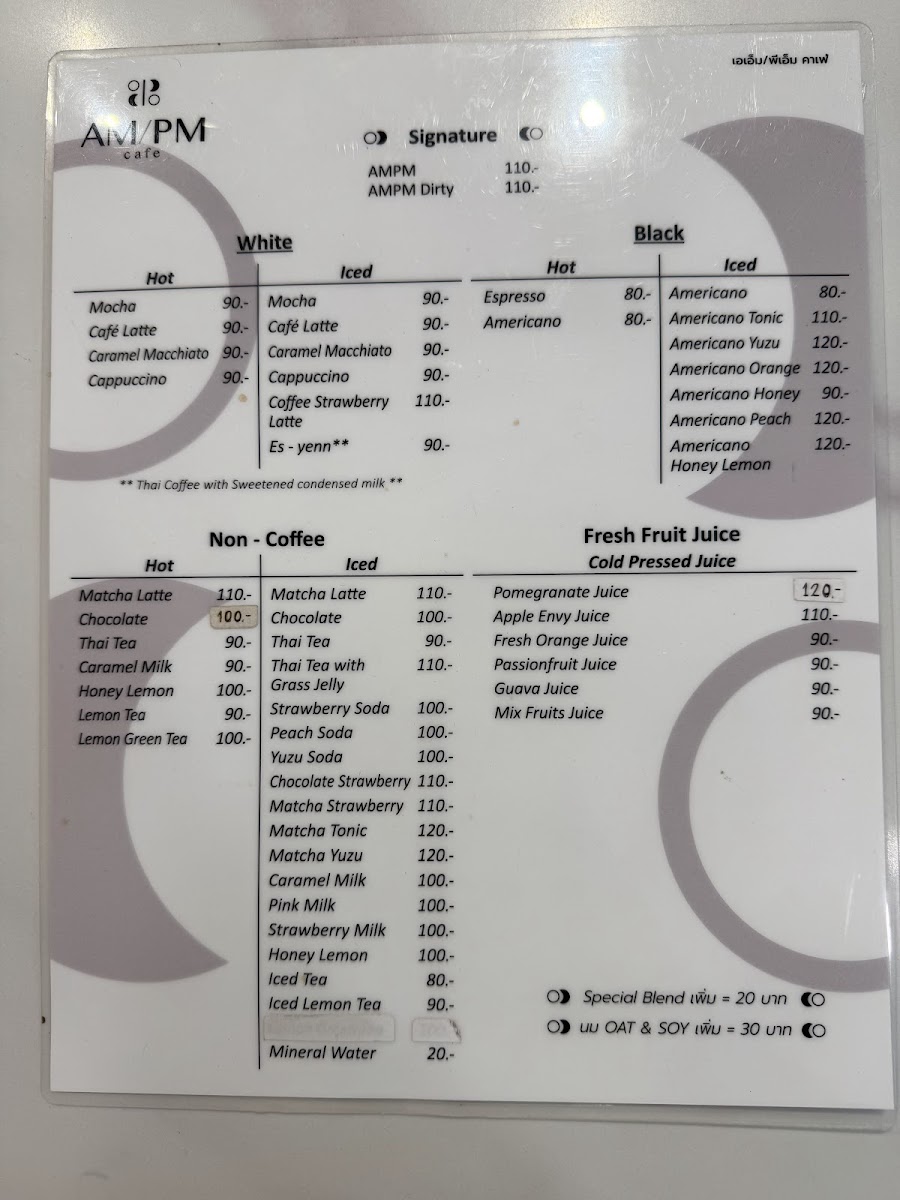 เอเอ็ม/พีเอ็ม คาเฟ่
AM/PM
cafe
Signature
AMPM 110.-
AMPM Dirty 110.-
White
Hot
Mocha 90.-
Café Latte 90.-
Caramel Macchiato 90.-
Cappuccino 90.-
Iced
Mocha 90.-
Café Latte 90.-
Caramel Macchiato 90.-
Cappuccino 90.-
Coffee Strawberry 110.-
Latte
Es - yenn** 90.-
** Thai Coffee with Sweetened condensed milk **
Black
Hot
Espresso 80.-
Americano 80.-
Iced
Americano 80.-
Americano Tonic 110.-
Americano Yuzu 120.-
Americano Orange 120.-
Americano Honey 90.-
Americano Peach 120.-
Americano 120.-
Honey Lemon
Non - Coffee
Hot
Matcha Latte 110.-
Chocolate 100.-
Thai Tea 90.-
Caramel Milk 90.-
Honey Lemon 100.-
Lemon Tea 90.-
Lemon Green Tea 100.-
Iced
Matcha Latte 110.-
Chocolate 100.-
Thai Tea 90.-
Thai Tea with 110.-
Grass Jelly
Strawberry Soda 100.-
Peach Soda 100.-
Yuzu Soda 100.-
Chocolate Strawberry 110.-
Matcha Strawberry 110.-
Matcha Tonic 120.-
Matcha Yuzu 120.-
Caramel Milk 100.-
Pink Milk 100.-
Strawberry Milk 100.-
Honey Lemon 100.-
Iced Tea 80.-
Iced Lemon Tea 90.-
Mineral Water 20.-
Fresh Fruit Juice
Cold Pressed Juice
Pomegranate Juice 120.-
Apple Envy Juice 110.-
Fresh Orange Juice 90.-
Passionfruit Juice 90.-
Guava Juice 90.-
Mix Fruits Juice 90.-
Special Blend เพิ่ม = 20 บาท
นม OAT & SOY เพิ่ม = 30 บาท